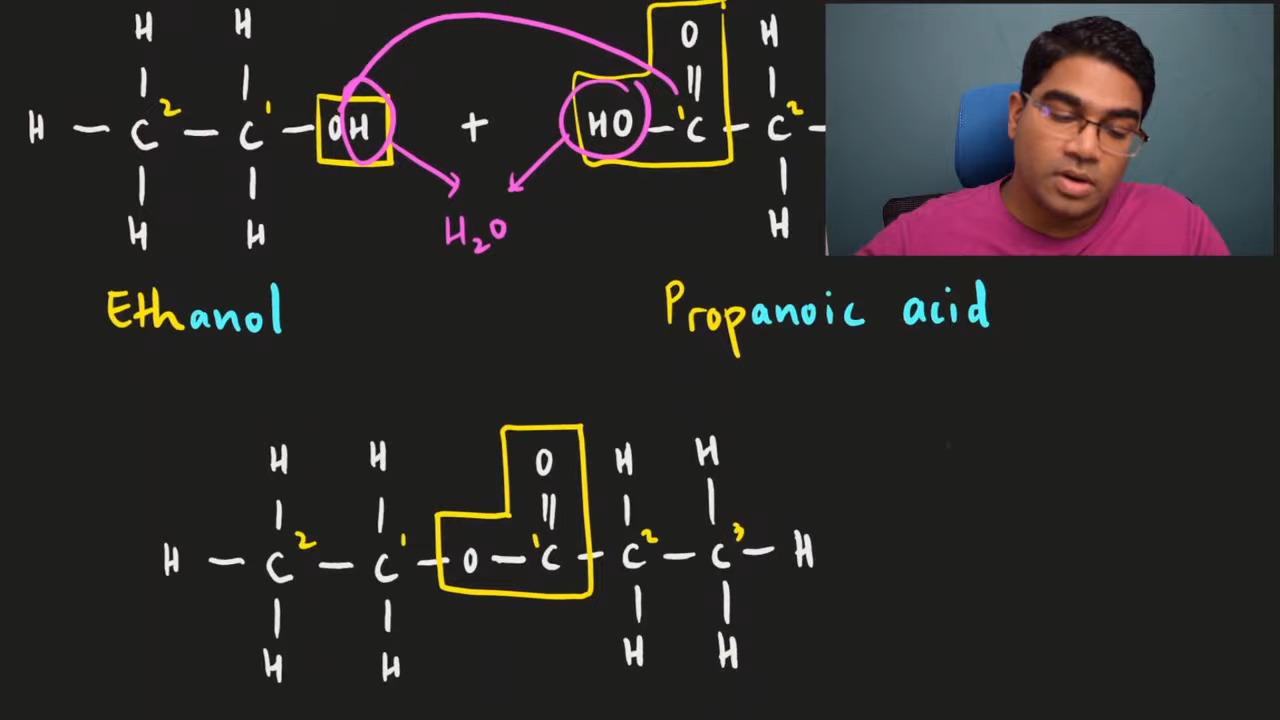 H H O H
H — C² — C¹ — OH + HO — ¹C — C² —
H H H
H₂O
Ethanol Propanoic acid
H H O H H
H — C² — C¹ — O — ¹C — C² — C³ — H
H H H H